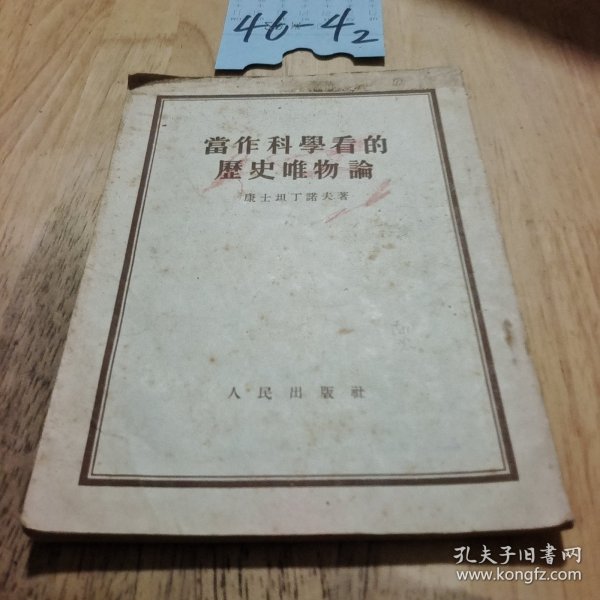 46-42
當作科學看的
歷史唯物論
康士坦丁諾夫著
人民出版社
孔夫子旧書网
www.kongfz.com